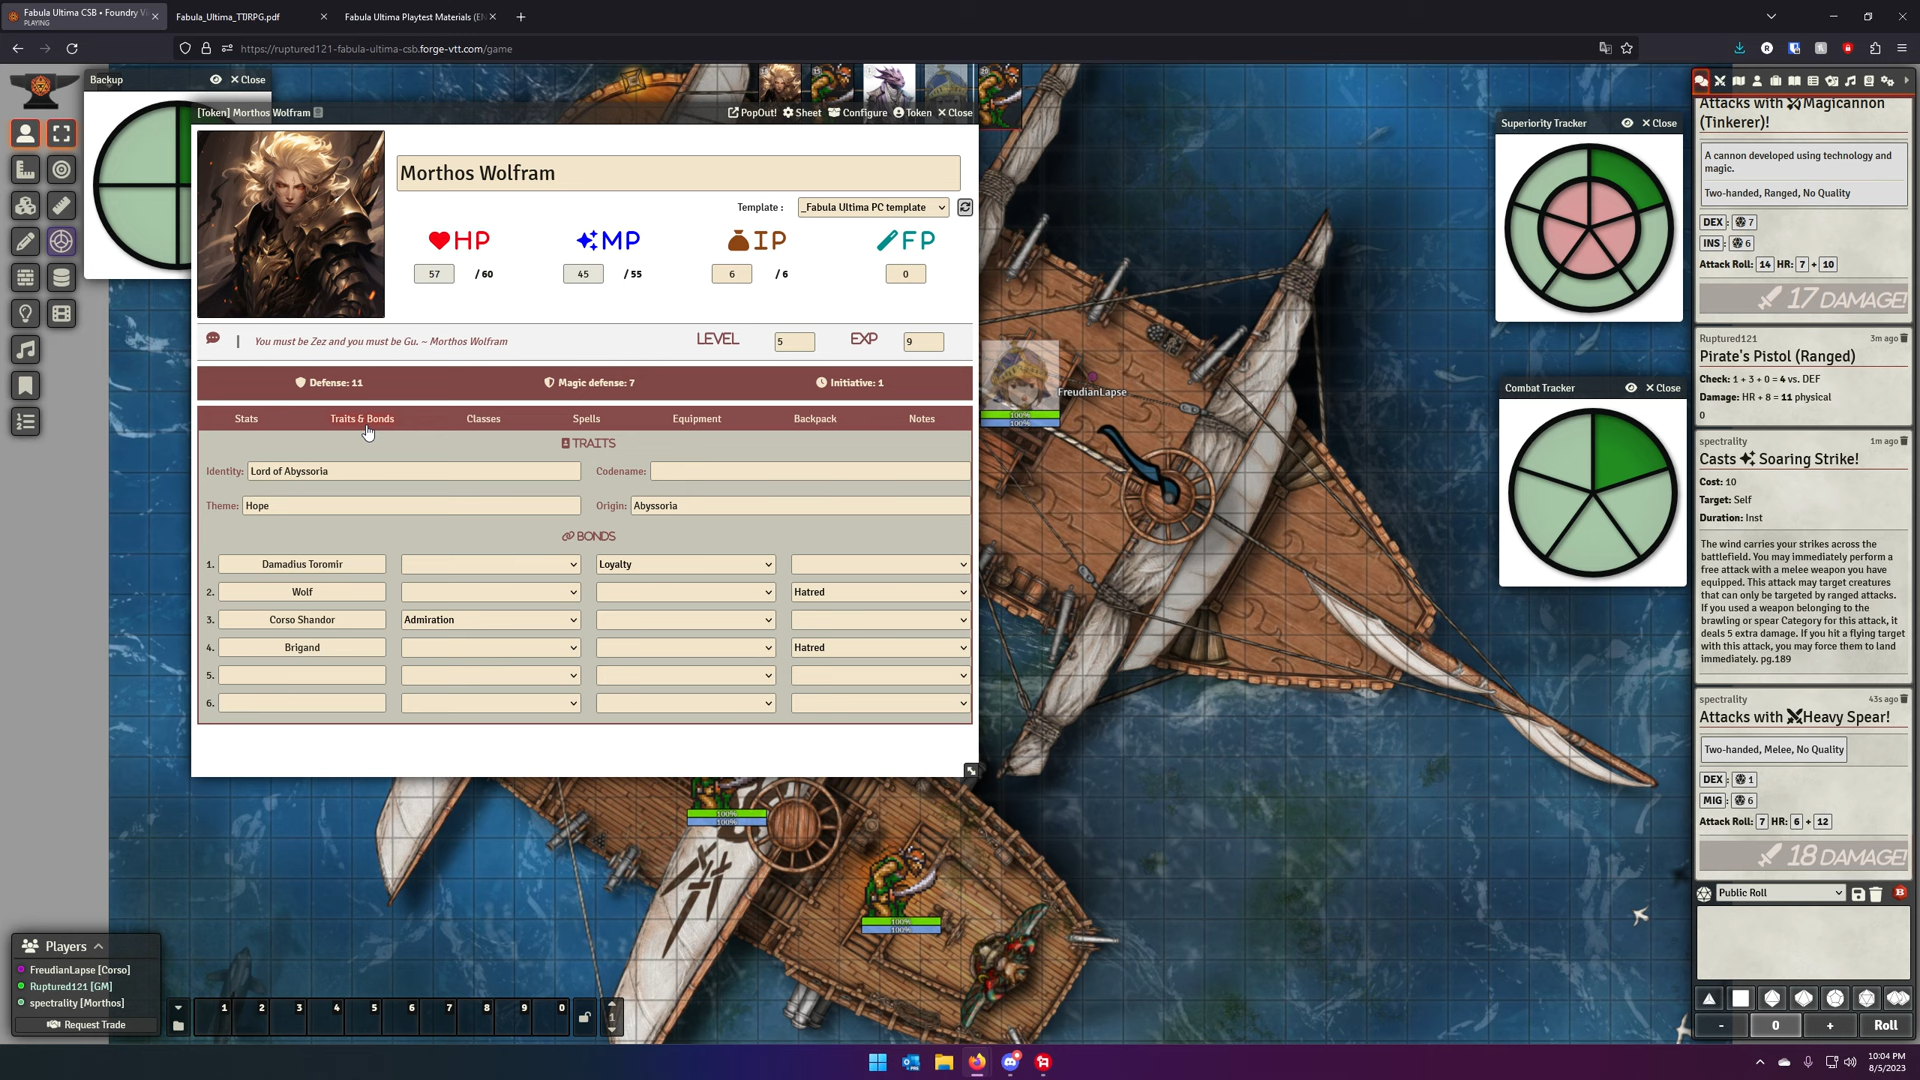 Fabula Ultima CSB • Foundry Vi
PLAYING
Fabula_Ultima_TTJRPG.pdf
Fabula Ultima Playtest Materials (EN
https://ruptured121-fabula-ultima-csb.forge-vtt.com/game
Backup
Close
[Token] Morthos Wolfram
PopOut! Sheet Configure Token Close
Morthos Wolfram
Template : _Fabula Ultima PC template
HP MP IP FP
57 / 60 45 / 55 6 / 6 0
You must be Zez and you must be Gu. ~ Morthos Wolfram
LEVEL 5 EXP 9
Defense: 11 Magic defense: 7 Initiative: 1
Stats Traits & Bonds Classes Spells Equipment Backpack Notes
TRAITS
Identity: Lord of Abyssoria Codename:
Theme: Hope Origin: Abyssoria
BONDS
1. Damadius Toromir Loyalty
2. Wolf Hatred
3. Corso Shandor Admiration
4. Brigand Hatred
5.
6.
FreudianLapse
100%
100%
100%
100%
100%
100%
Superiority Tracker Close
Combat Tracker Close
Attacks with Magicannon
(Tinkerer)!
A cannon developed using technology and
magic.
Two-handed, Ranged, No Quality
DEX: 7
INS: 6
Attack Roll: 14 HR: 7 + 10
17 DAMAGE!
Ruptured121 3m ago
Pirate's Pistol (Ranged)
Check: 1 + 3 + 0 = 4 vs. DEF
Damage: HR + 8 = 11 physical
0
spectrality 1m ago
Casts Soaring Strike!
Cost: 10
Target: Self
Duration: Inst
The wind carries your strikes across the
battlefield. You may immediately perform a
free attack with a melee weapon you have
equipped. This attack may target creatures
that can only be targeted by ranged attacks.
If you used a weapon belonging to the
brawling or spear Category for this attack, it
deals 5 extra damage. If you hit a flying target
with this attack, you may force them to land
immediately. pg.189
spectrality 43s ago
Attacks with Heavy Spear!
Two-handed, Melee, No Quality
DEX: 1
MIG: 6
Attack Roll: 7 HR: 6 + 12
18 DAMAGE!
Public Roll
- 0 + Roll
Players
FreudianLapse [Corso]
Ruptured121 [GM]
spectrality [Morthos]
Request Trade
1 2 3 4 5 6 7 8 9 0
1
10:04 PM
8/5/2023